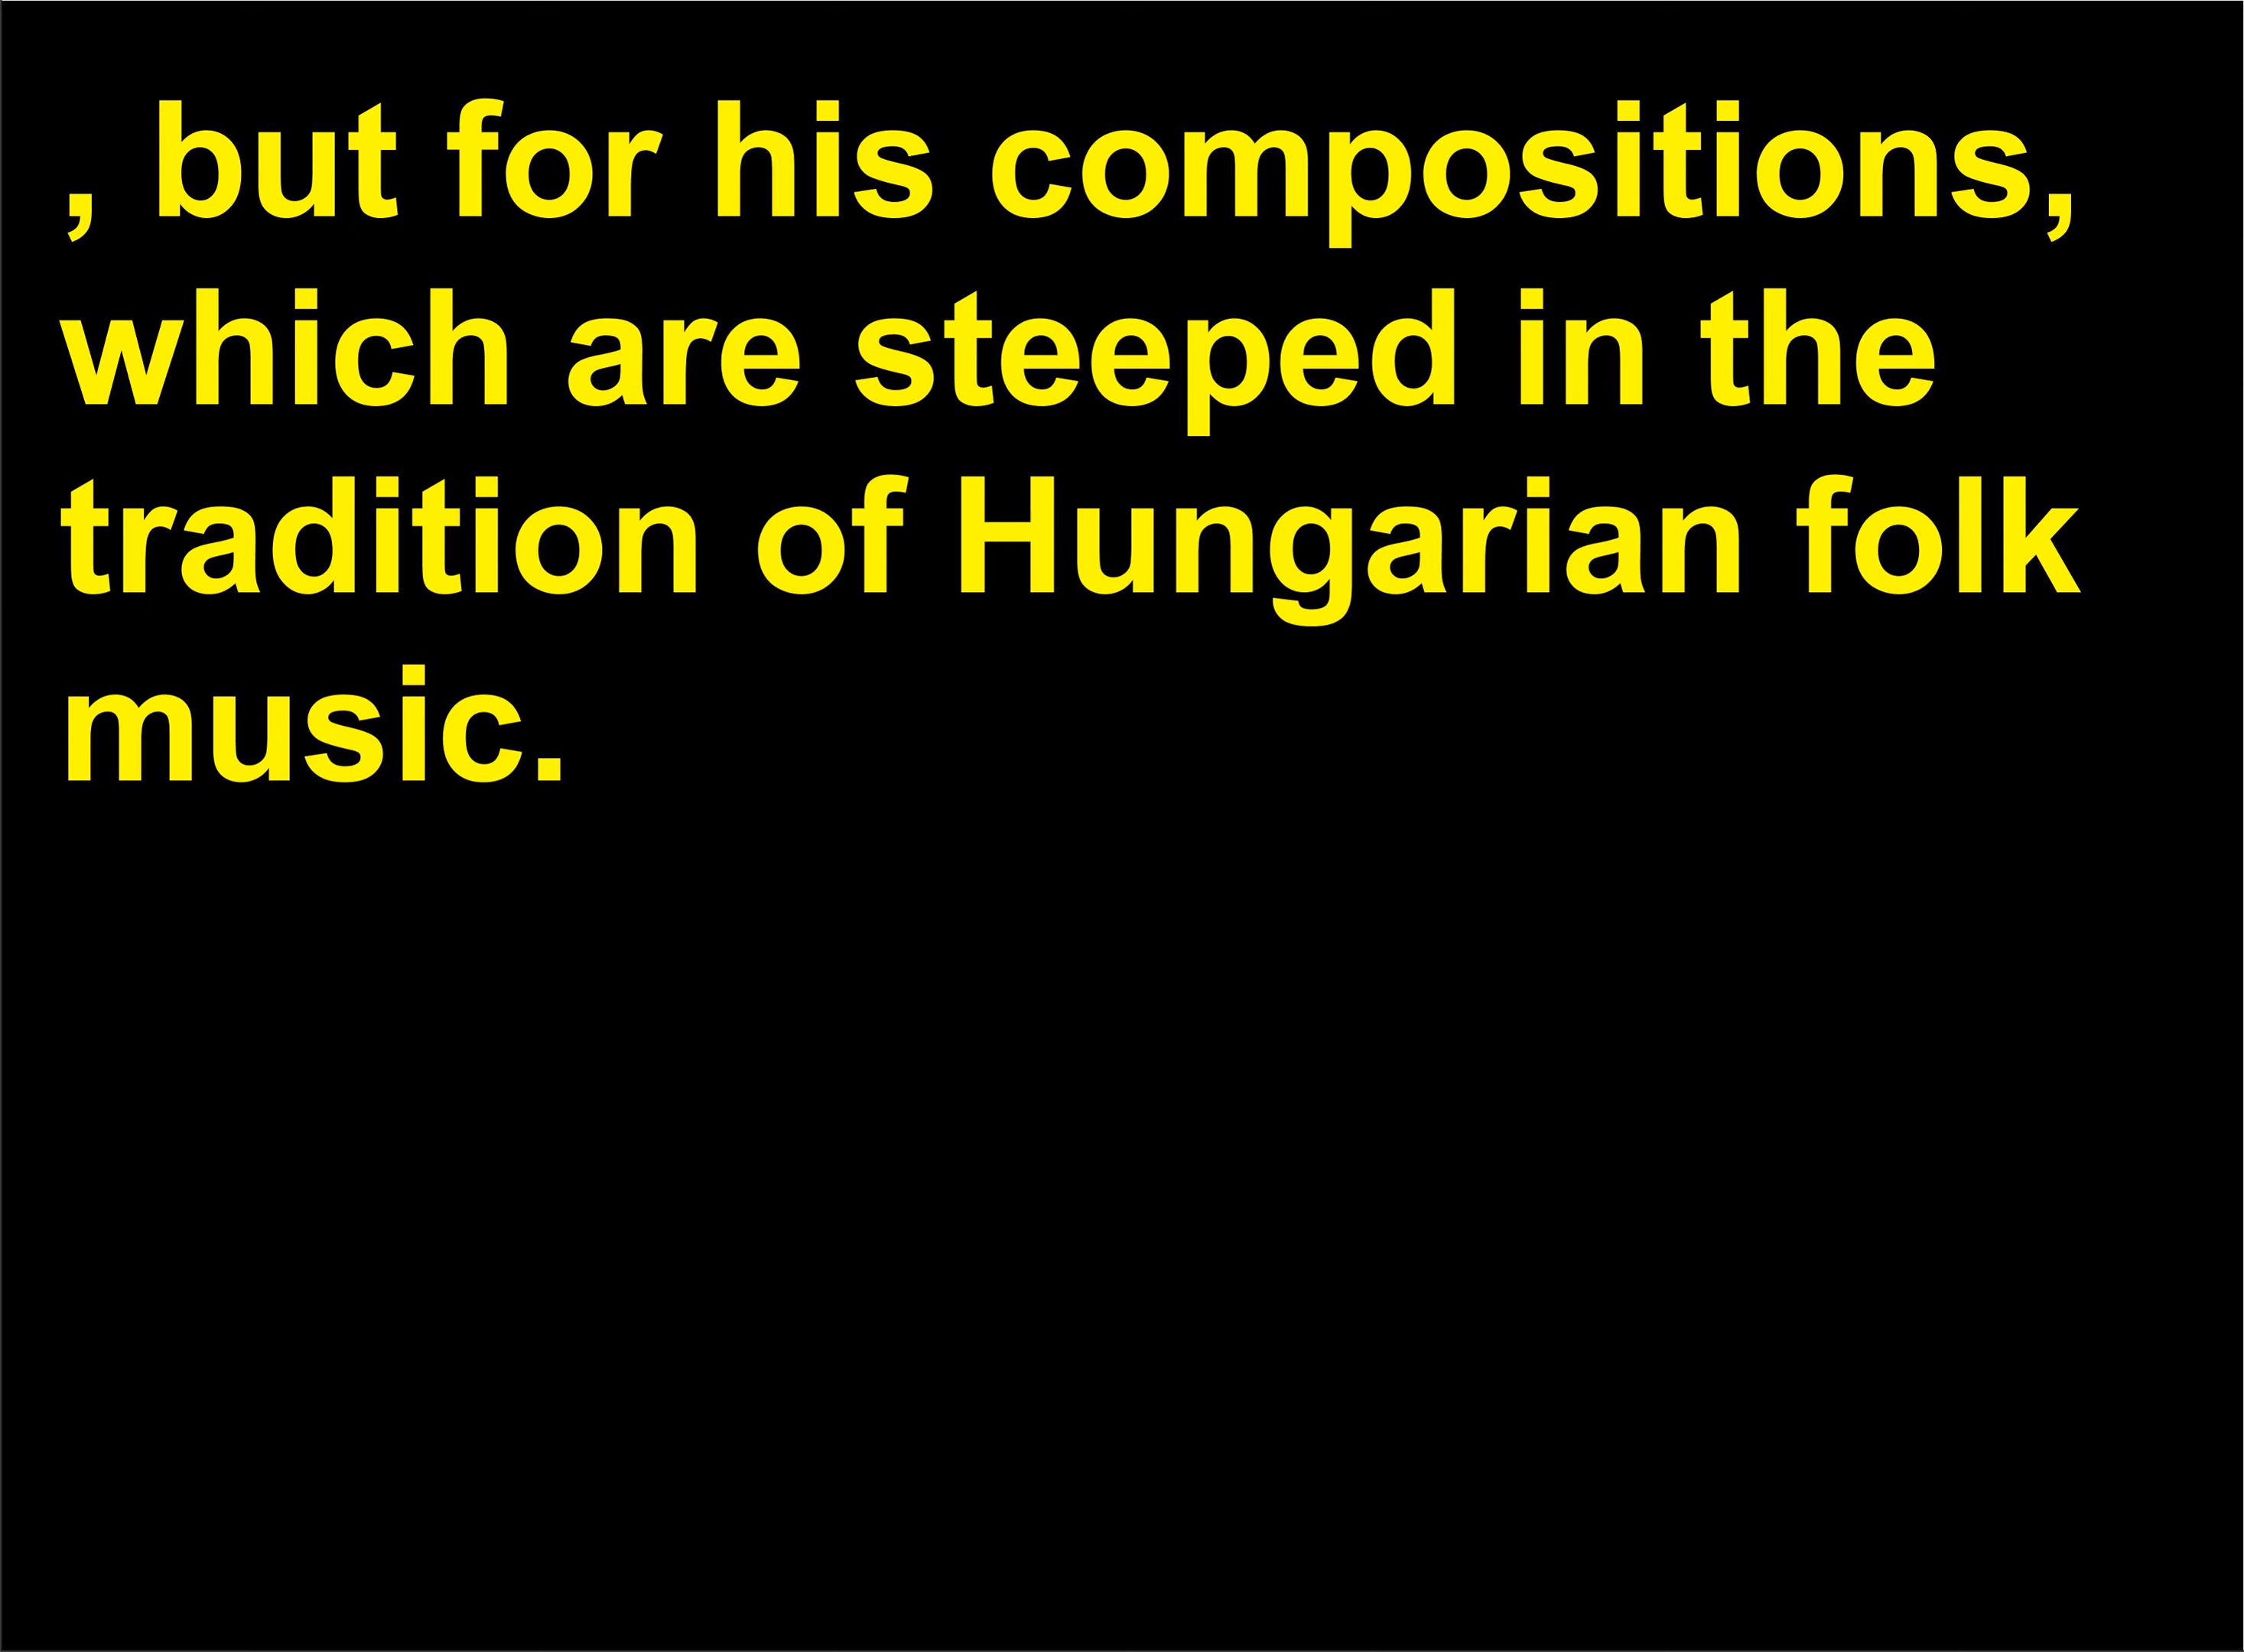 , but for his compositions,
which are steeped in the
tradition of Hungarian folk
music.